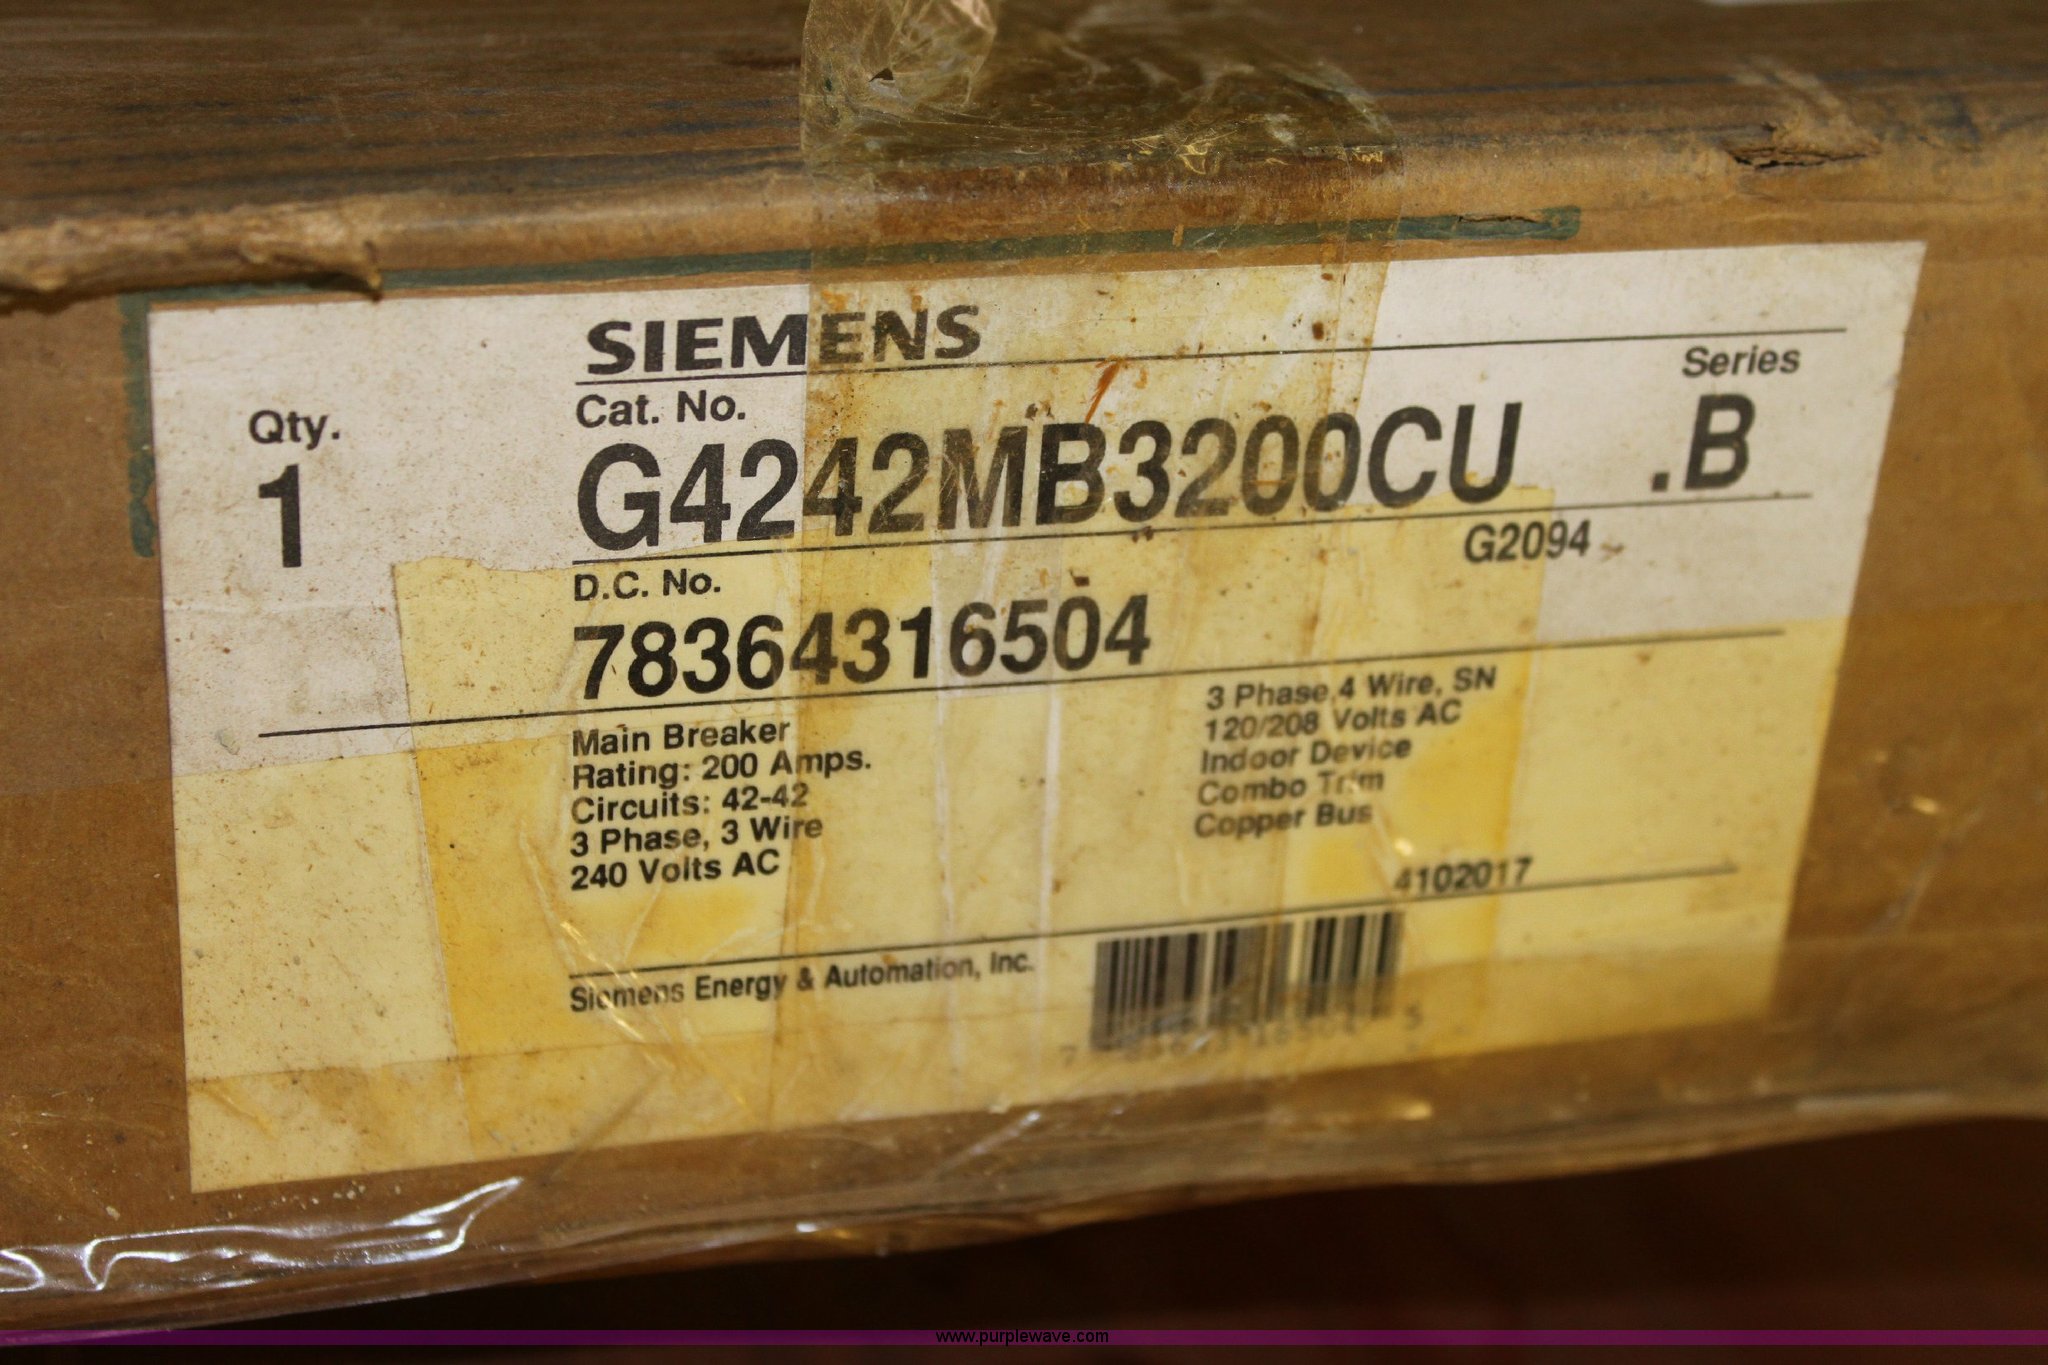 SIEMENS
Qty.
1
Cat. No.
G4242MB3200CU
Series
.B
G2094
D.C. No.
78364316504
Main Breaker
Rating: 200 Amps.
Circuits: 42-42
3 Phase, 3 Wire
240 Volts AC
3 Phase,4 Wire, SN
120/208 Volts AC
Indoor Device
Combo Trim
Copper Bus
4102017
Siemens Energy & Automation, Inc.
www.purplewave.com